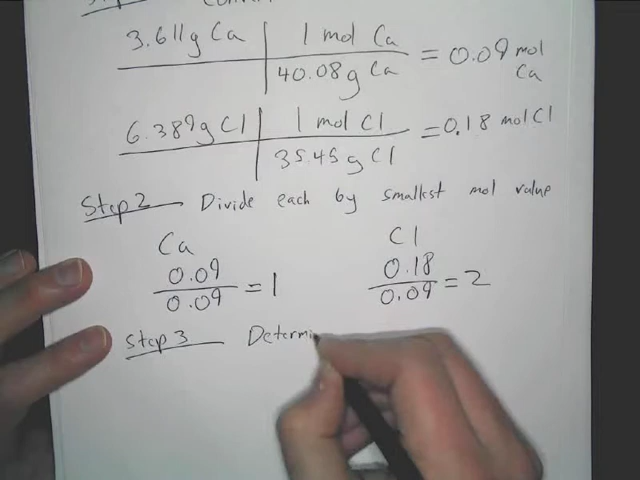 3.611g Ca | 1 mol Ca = 0.09 mol
40.08 g Ca Ca
6.389g Cl | 1 mol Cl = 0.18 mol Cl
35.45 g Cl
Step 2 Divide each by smallest mol value
Ca Cl
0.09 / 0.09 = 1
0.18 / 0.09 = 2
Step 3 Determi